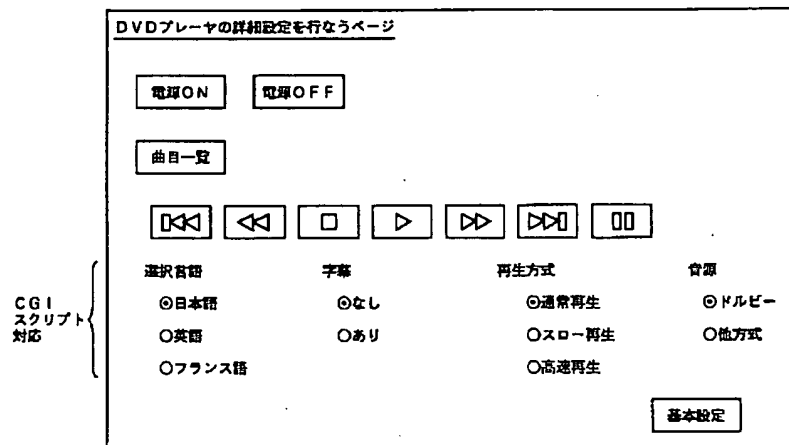 DVDプレーヤの詳細設定を行なうページ
電源ON 電源OFF
曲目一覧
選択言語 字幕 再生方式 音源
CGI
スクリプト
対応
◎日本語 ◎なし ◎通常再生 ◎ドルビー
○英語 ○あり ○スロー再生 ○他方式
○フランス語 ○高速再生
基本設定